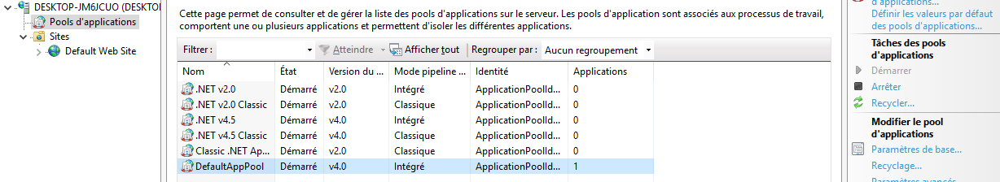 DESKTOP-JM6JCUO (DESKTO
Pools d'applications
Sites
Default Web Site
Cette page permet de consulter et de gérer la liste des pools d'applications sur le serveur. Les pools d'application sont associés aux processus de travail,
comportent une ou plusieurs applications et permettent d'isoler les différentes applications.
Filtrer : Atteindre Afficher tout Regrouper par : Aucun regroupement
Nom État Version du ... Mode pipeline ... Identité Applications
.NET v2.0 Démarré v2.0 Intégré ApplicationPoolId... 0
.NET v2.0 Classic Démarré v2.0 Classique ApplicationPoolId... 0
.NET v4.5 Démarré v4.0 Intégré ApplicationPoolId... 0
.NET v4.5 Classic Démarré v4.0 Classique ApplicationPoolId... 0
Classic .NET Ap... Démarré v2.0 Classique ApplicationPoolId... 0
DefaultAppPool Démarré v4.0 Intégré ApplicationPoolId... 1
d'applications...
Définir les valeurs par défaut
des pools d'applications...
Tâches des pools
d'applications
Démarrer
Arrêter
Recycler...
Modifier le pool
d'applications
Paramètres de base...
Recyclage...
Paramètres avancés...